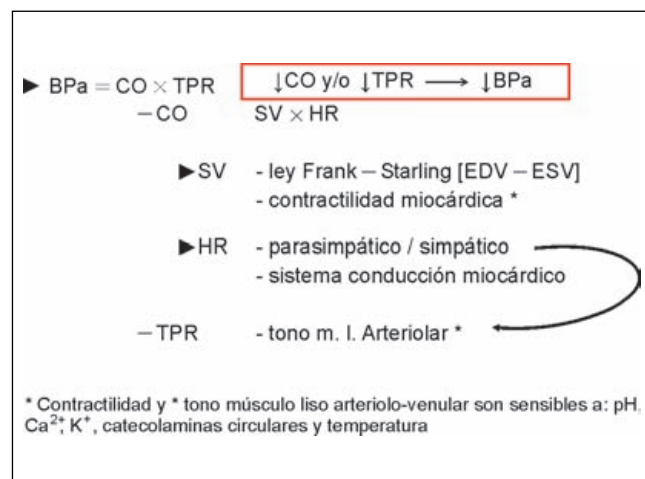 ► BPa = CO × TPR ↓CO y/o ↓TPR ⟶ ↓BPa
– CO SV × HR
►SV - ley Frank – Starling [EDV – ESV]
- contractilidad miocárdica *
►HR - parasimpático / simpático
- sistema conducción miocárdico
– TPR - tono m. l. Arteriolar *
* Contractilidad y * tono músculo liso arteriolo-venular son sensibles a: pH,
Ca²⁺, K⁺, catecolaminas circulares y temperatura